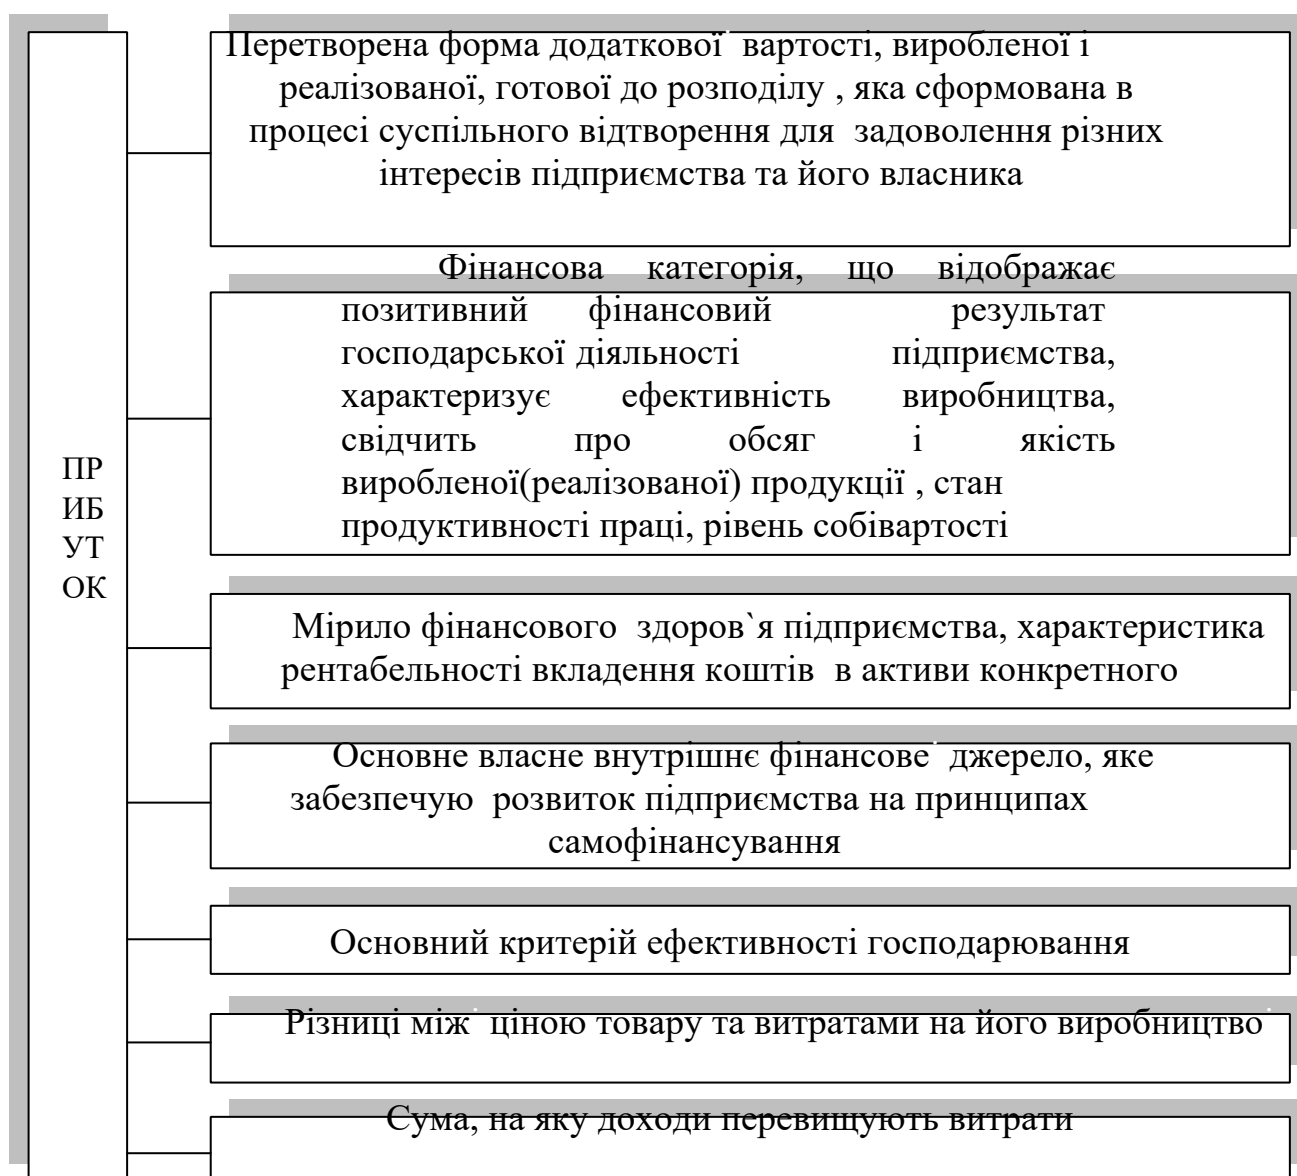 ПР
ИБ
УТ
ОК
Перетворена форма додаткової вартості, виробленої і
реалізованої, готової до розподілу , яка сформована в
процесі суспільного відтворення для задоволення різних
інтересів підприємства та його власника
Фінансова категорія, що відображає
позитивний фінансовий результат
господарської діяльності підприємства,
характеризує ефективність виробництва,
свідчить про обсяг і якість
виробленої(реалізованої) продукції , стан
продуктивності праці, рівень собівартості
Мірило фінансового здоров`я підприємства, характеристика
рентабельності вкладення коштів в активи конкретного
Основне власне внутрішнє фінансове джерело, яке
забезпечую розвиток підприємства на принципах
самофінансування
Основний критерій ефективності господарювання
Різниці між ціною товару та витратами на його виробництво
Сума, на яку доходи перевищують витрати